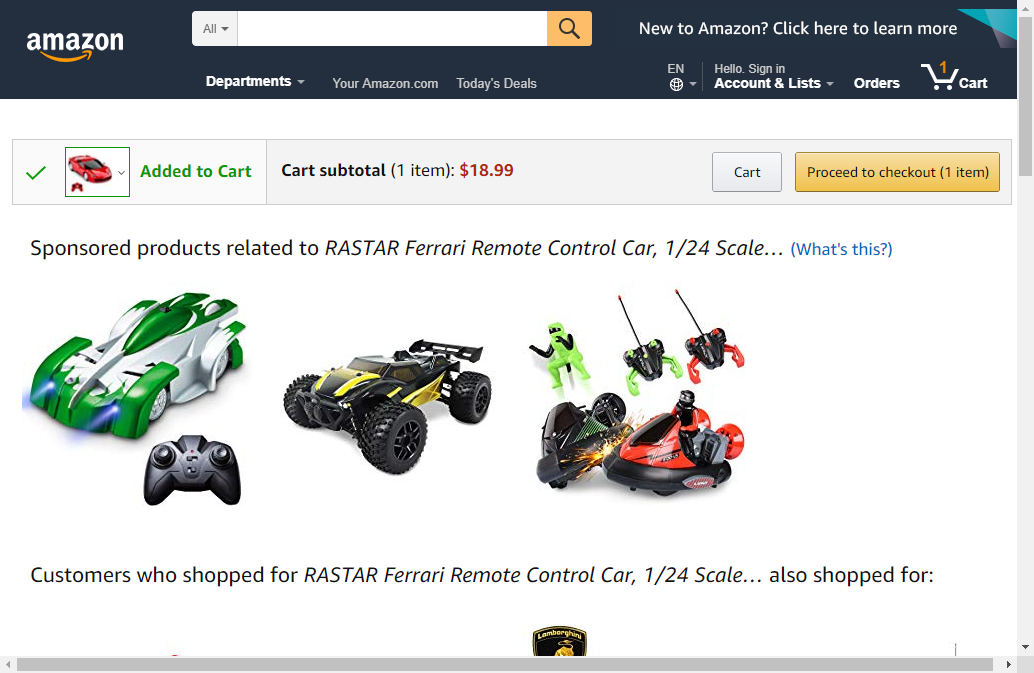 amazon
All
New to Amazon? Click here to learn more
Departments
Your Amazon.com
Today's Deals
EN
Hello. Sign in
Account & Lists
Orders
1
Cart
Added to Cart
Cart subtotal (1 item): $18.99
Cart
Proceed to checkout (1 item)
Sponsored products related to RASTAR Ferrari Remote Control Car, 1/24 Scale... (What's this?)
Customers who shopped for RASTAR Ferrari Remote Control Car, 1/24 Scale... also shopped for:
Lamborghini